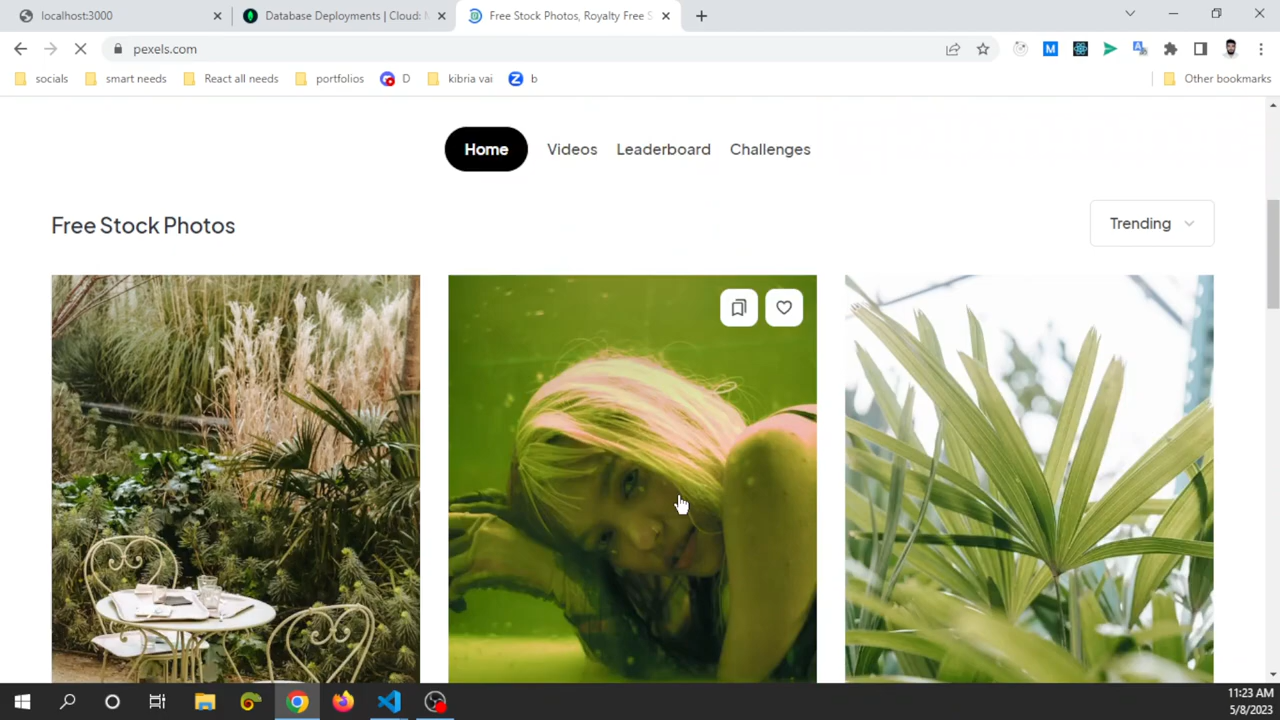 localhost:3000
Database Deployments | Cloud: M
Free Stock Photos, Royalty Free S
pexels.com
socials
smart needs
React all needs
portfolios
D
kibria vai
b
Other bookmarks
Home
Videos
Leaderboard
Challenges
Free Stock Photos
Trending
11:23 AM
5/8/2023